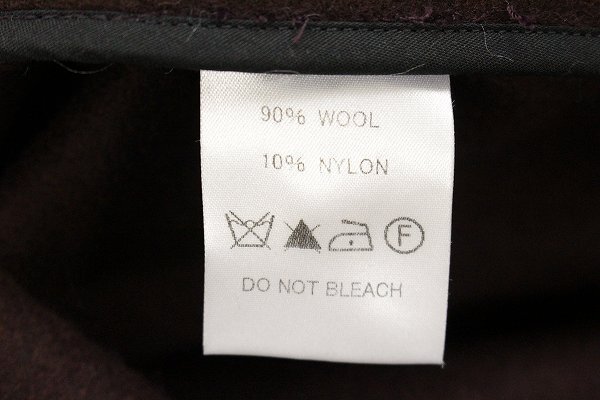 90% WOOL
10% NYLON
F
DO NOT BLEACH